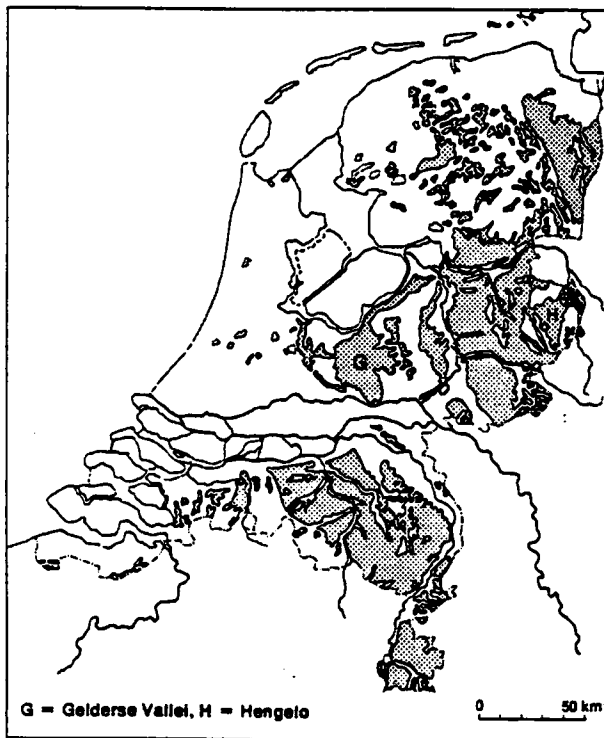 G
H
G = Gelderse Vallei, H = Hengelo
0 50 km